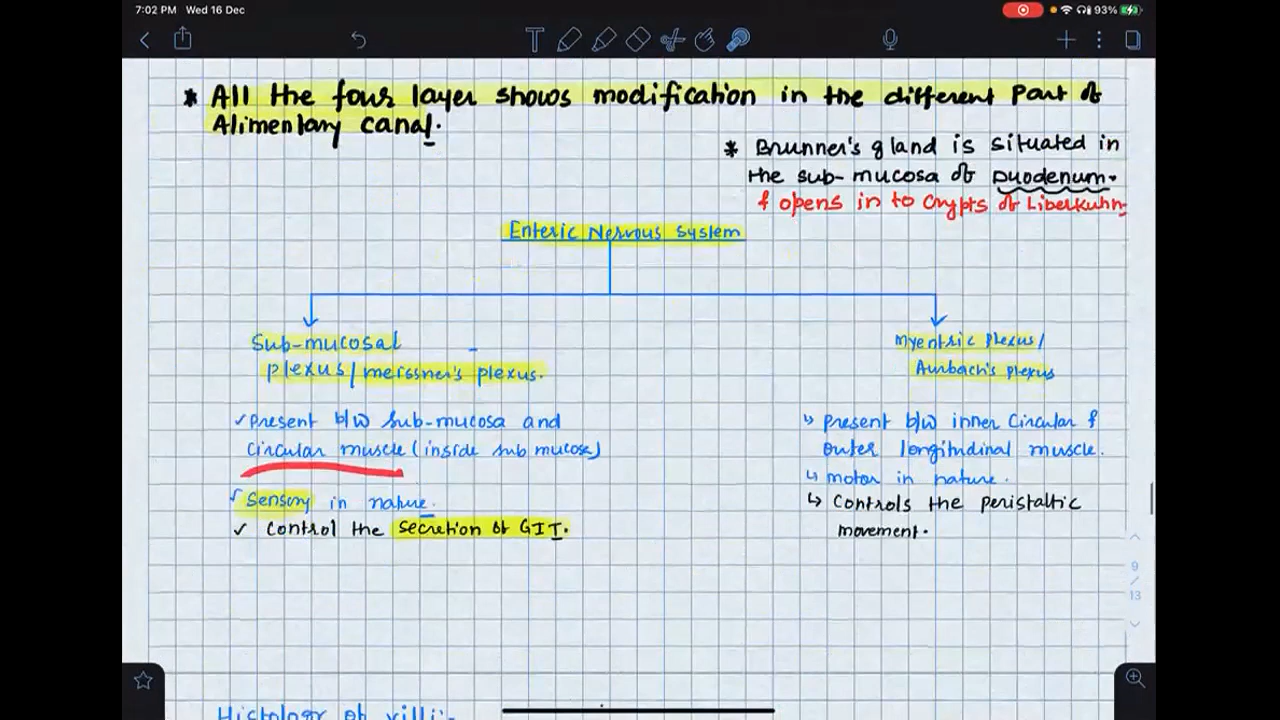 7:02 PM Wed 16 Dec
93%
* All the four layer shows modification in the different part of
Alimentary canal.
* Brunner's gland is situated in
the sub-mucosa of Duodenum.
& opens in to Crypts of Liberkuhn
Enteric Nervous System
Sub-mucosal
plexus/meissner's plexus.
✓ Present b/w sub-mucosa and
Circular muscle (inside sub mucosa)
✓ Sensory in nature.
✓ Control the secretion of GIT.
Myentric Plexus/
Aurbach's plexus
↳ Present b/w inner Circular &
outer longitudinal muscle.
↳ motor in nature.
↳ Controls the peristaltic
movement.
9
/
13
Histology of villi:-